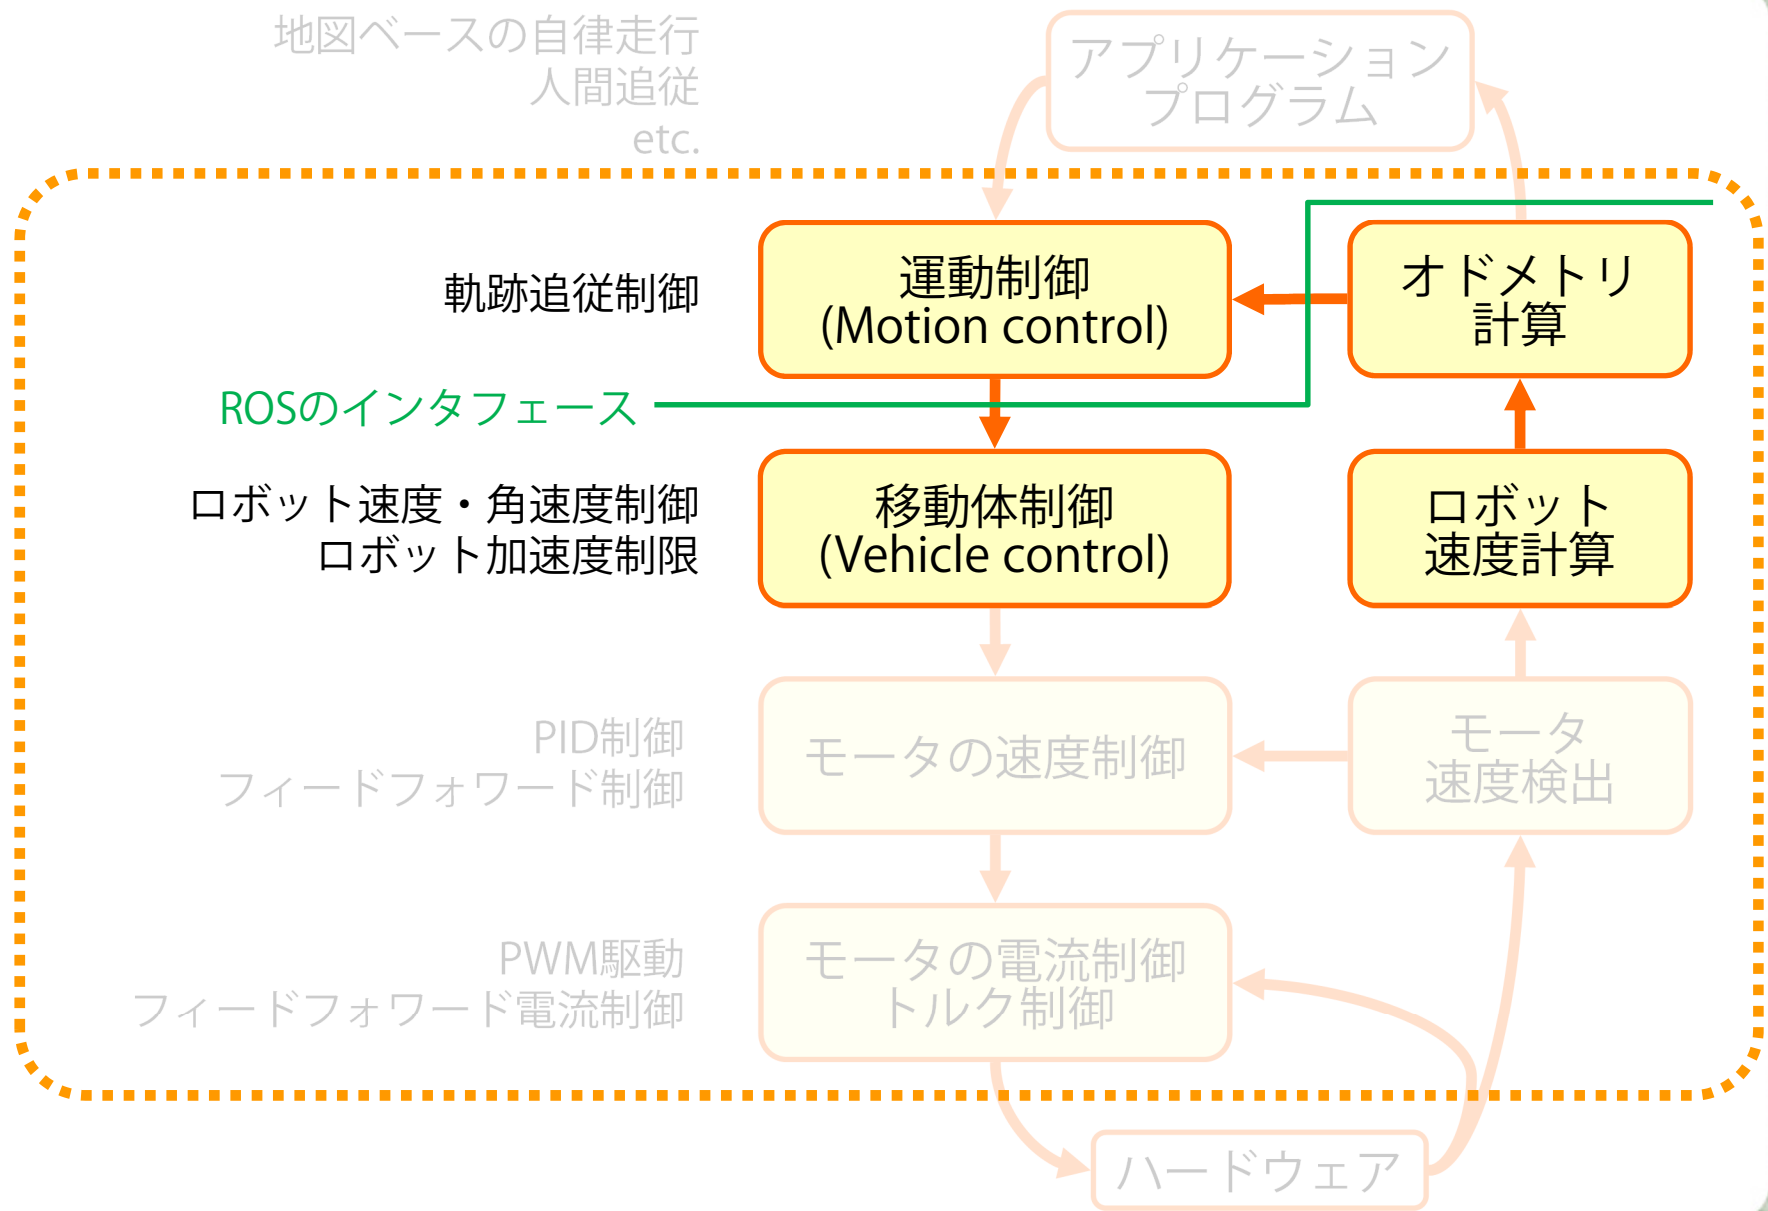 地図ベースの自律走行
人間追従
etc.
アプリケーション
プログラム
軌跡追従制御
運動制御
(Motion control)
オドメトリ
計算
ROSのインタフェース
ロボット速度・角速度制御
ロボット加速度制限
移動体制御
(Vehicle control)
ロボット
速度計算
PID制御
フィードフォワード制御
モータの速度制御
モータ
速度検出
PWM駆動
フィードフォワード電流制御
モータの電流制御
トルク制御
ハードウェア